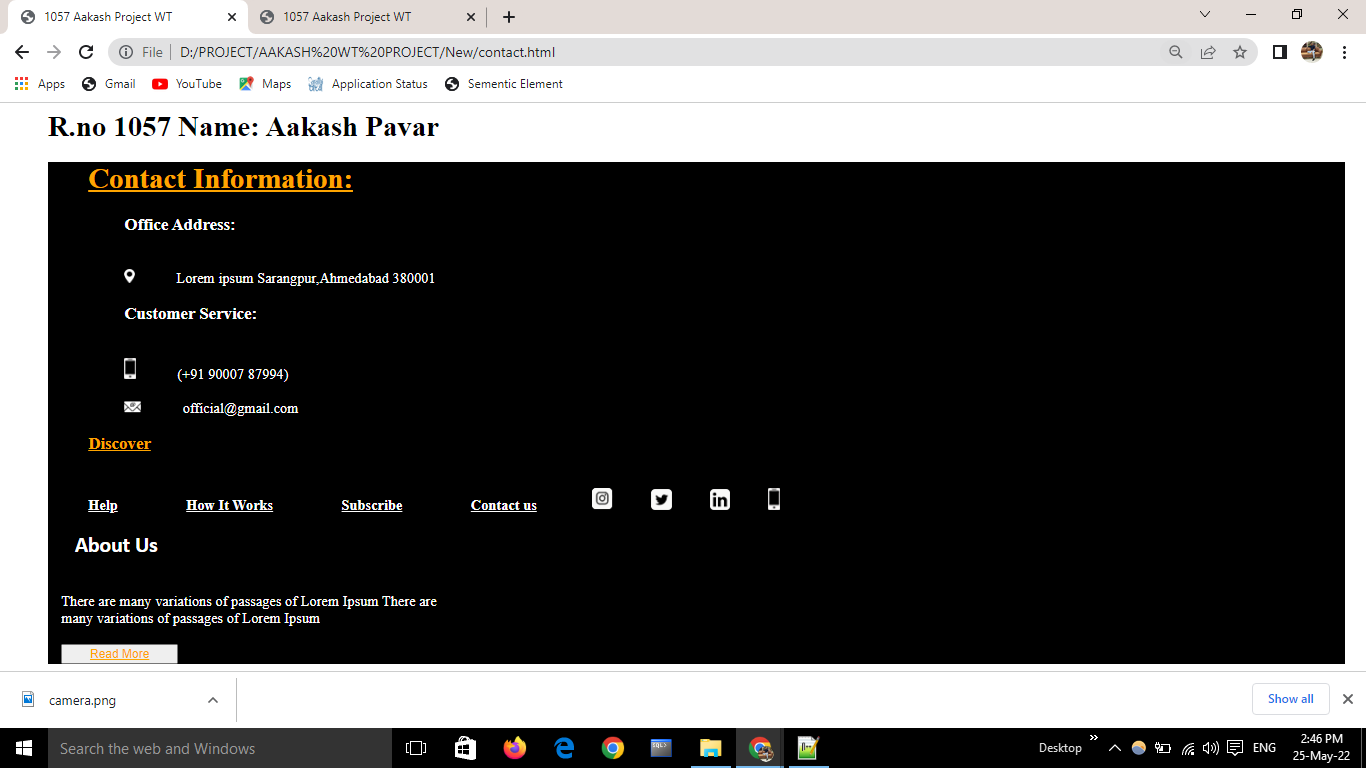 1057 Aakash Project WT
1057 Aakash Project WT
File D:/PROJECT/AAKASH%20WT%20PROJECT/New/contact.html
Apps Gmail YouTube Maps Application Status Sementic Element
R.no 1057 Name: Aakash Pavar
Contact Information:
Office Address:
Lorem ipsum Sarangpur,Ahmedabad 380001
Customer Service:
(+91 90007 87994)
official@gmail.com
Discover
Help How It Works Subscribe Contact us
About Us
There are many variations of passages of Lorem Ipsum There are
many variations of passages of Lorem Ipsum
Read More
camera.png Show all
Search the web and Windows Desktop ENG 2:46 PM
25-May-22